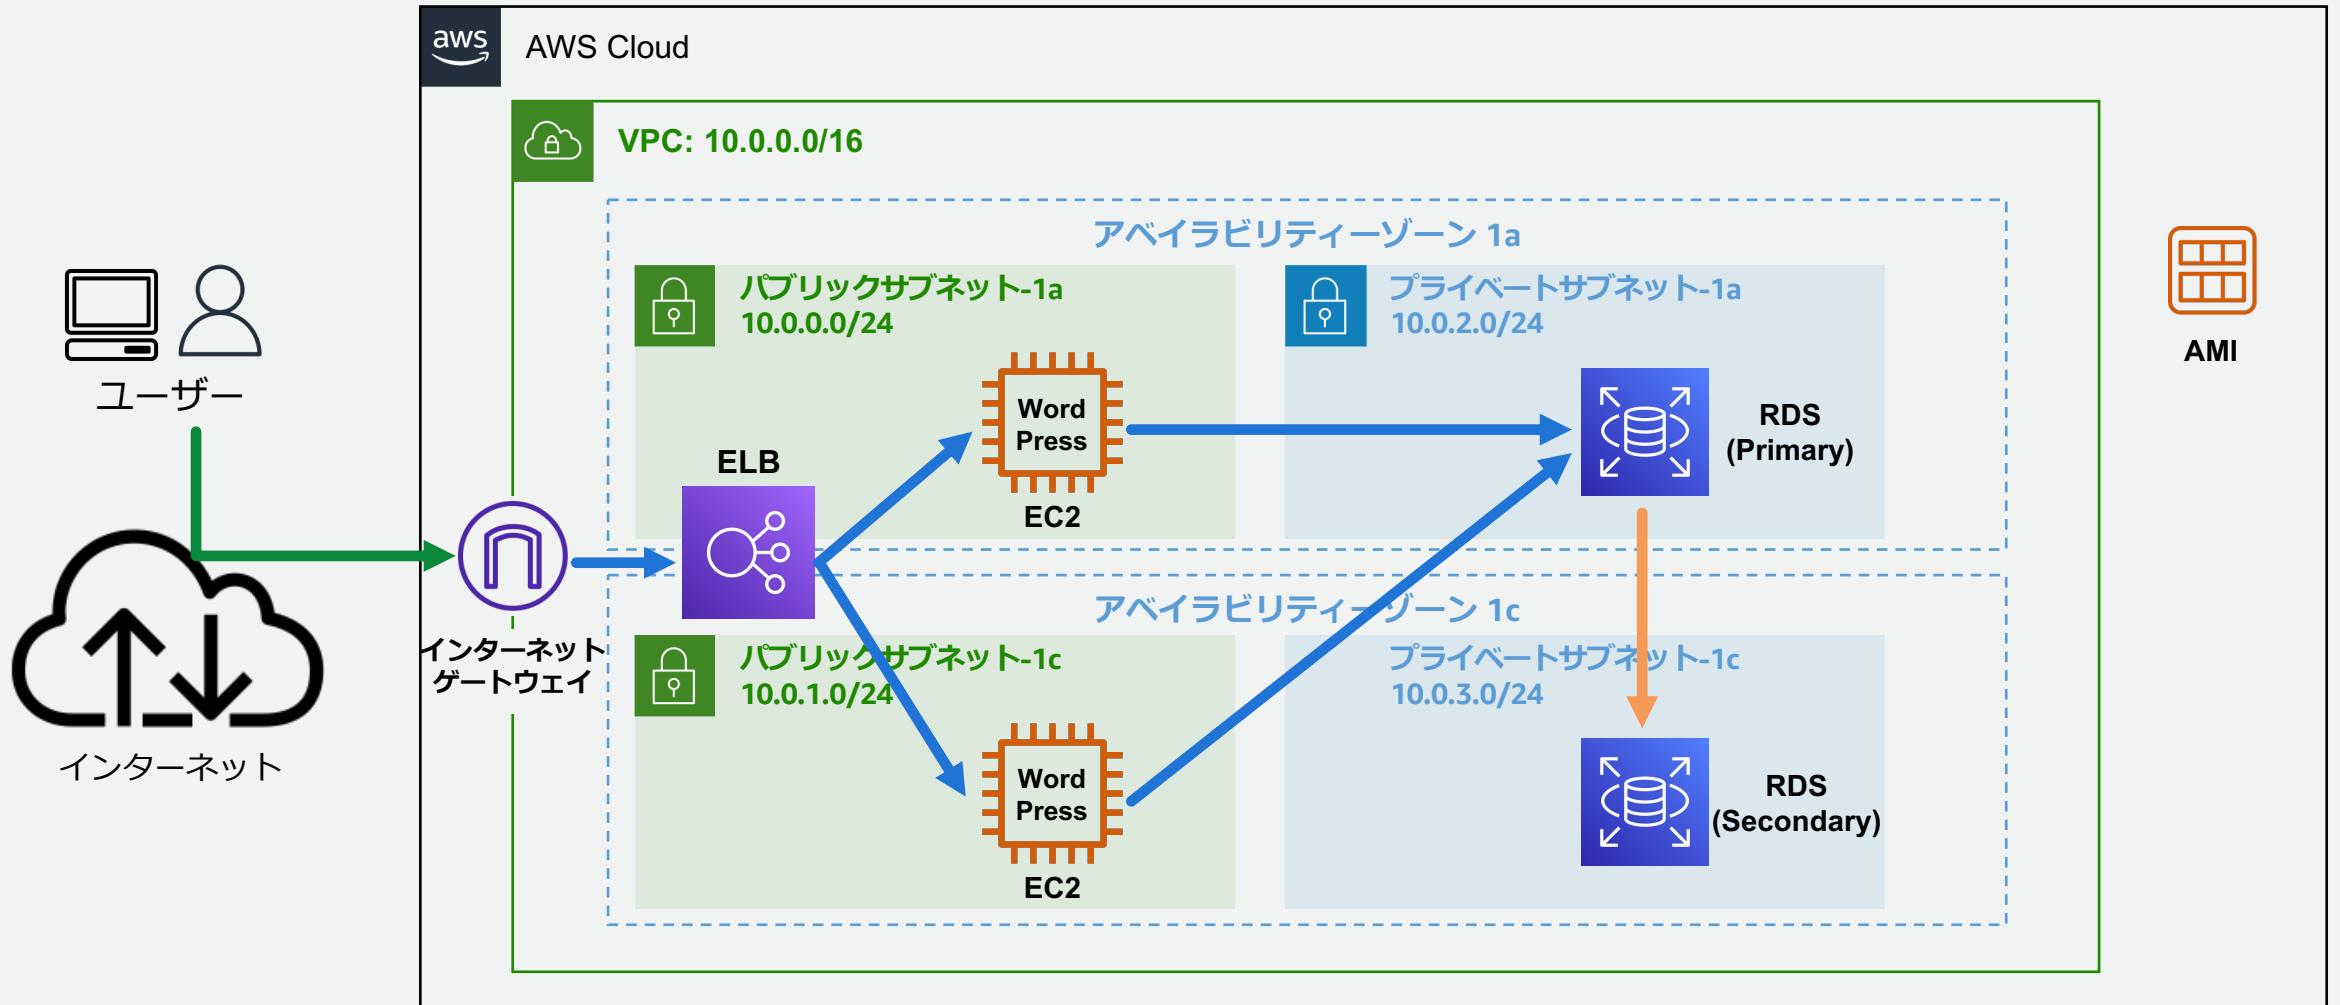 aws
AWS Cloud
VPC: 10.0.0.0/16
アベイラビリティーゾーン 1a
パブリックサブネット-1a
10.0.0.0/24
プライベートサブネット-1a
10.0.2.0/24
AMI
ユーザー
Word
Press
EC2
RDS
(Primary)
ELB
アベイラビリティーゾーン 1c
インターネット
ゲートウェイ
パブリックサブネット-1c
10.0.1.0/24
プライベートサブネット-1c
10.0.3.0/24
インターネット
Word
Press
EC2
RDS
(Secondary)